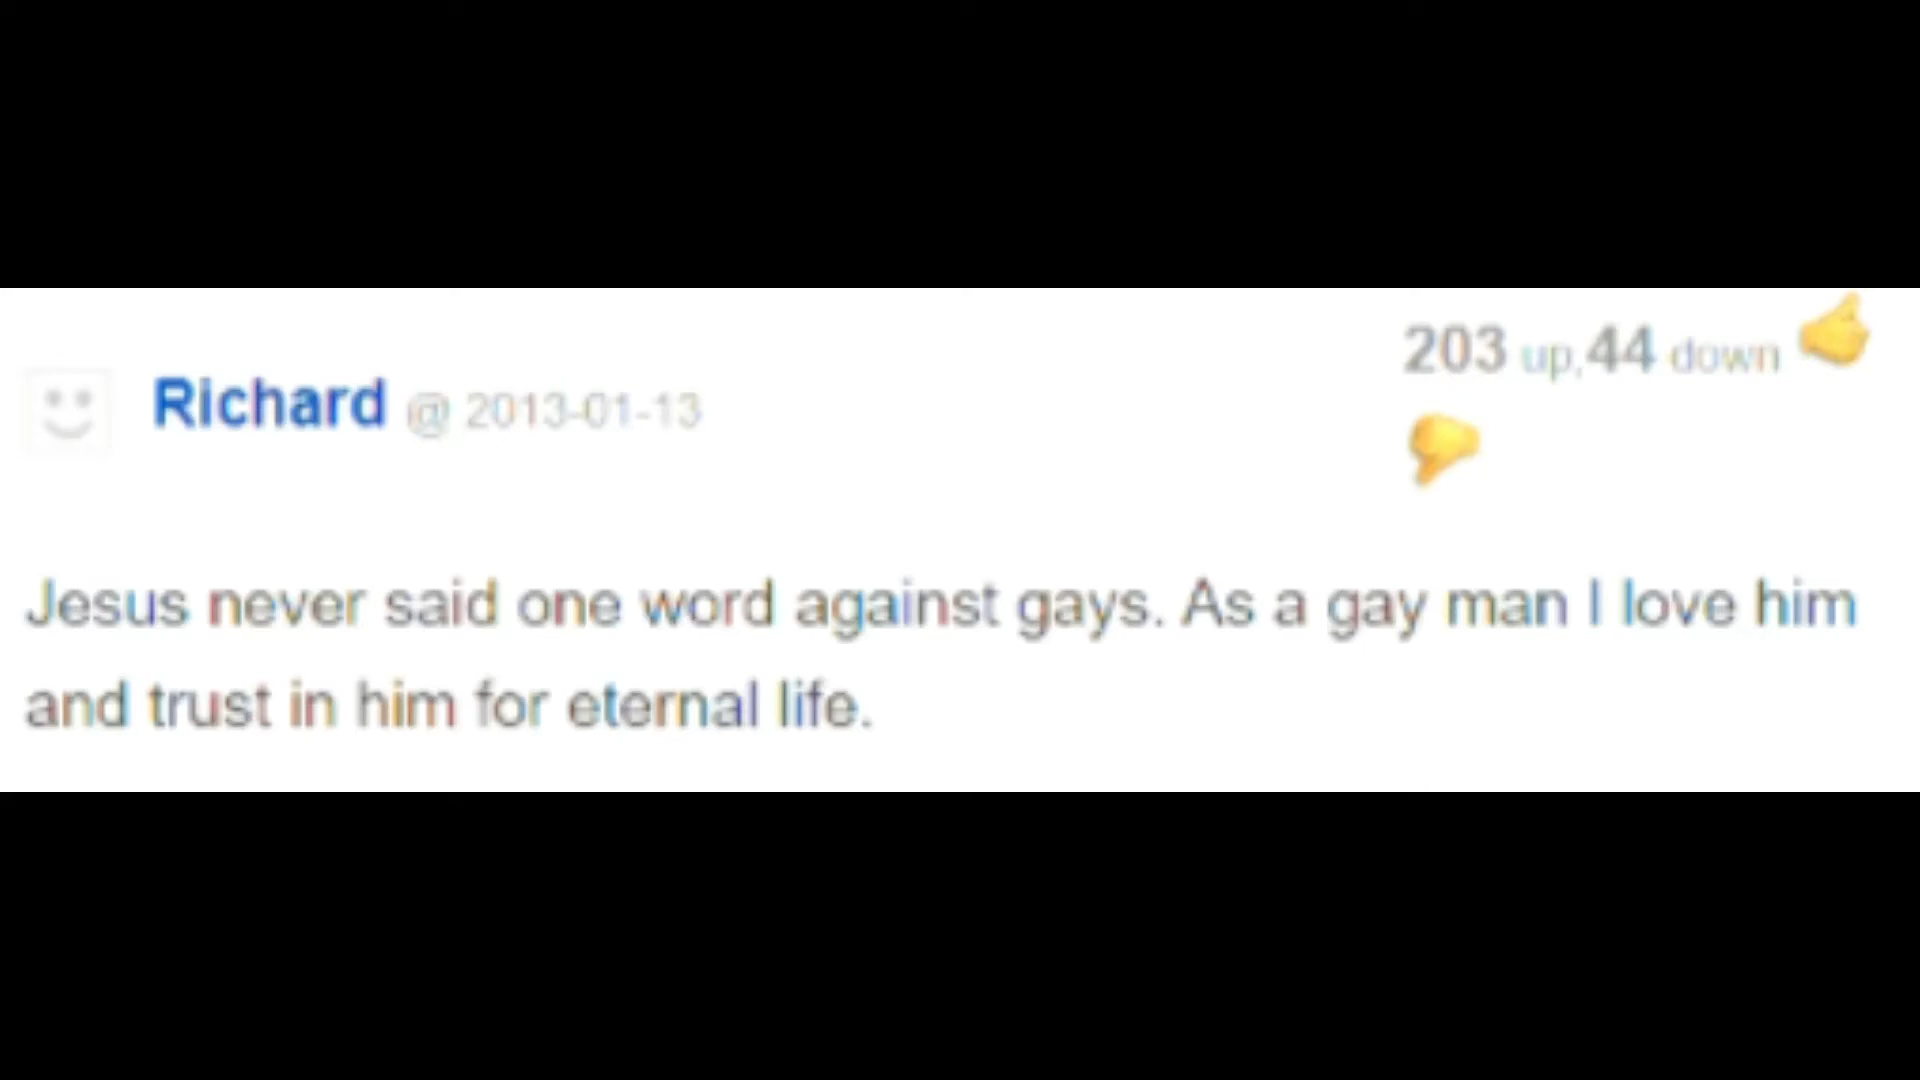 203 up,44 down
Richard @ 2013-01-13
Jesus never said one word against gays. As a gay man I love him
and trust in him for eternal life.